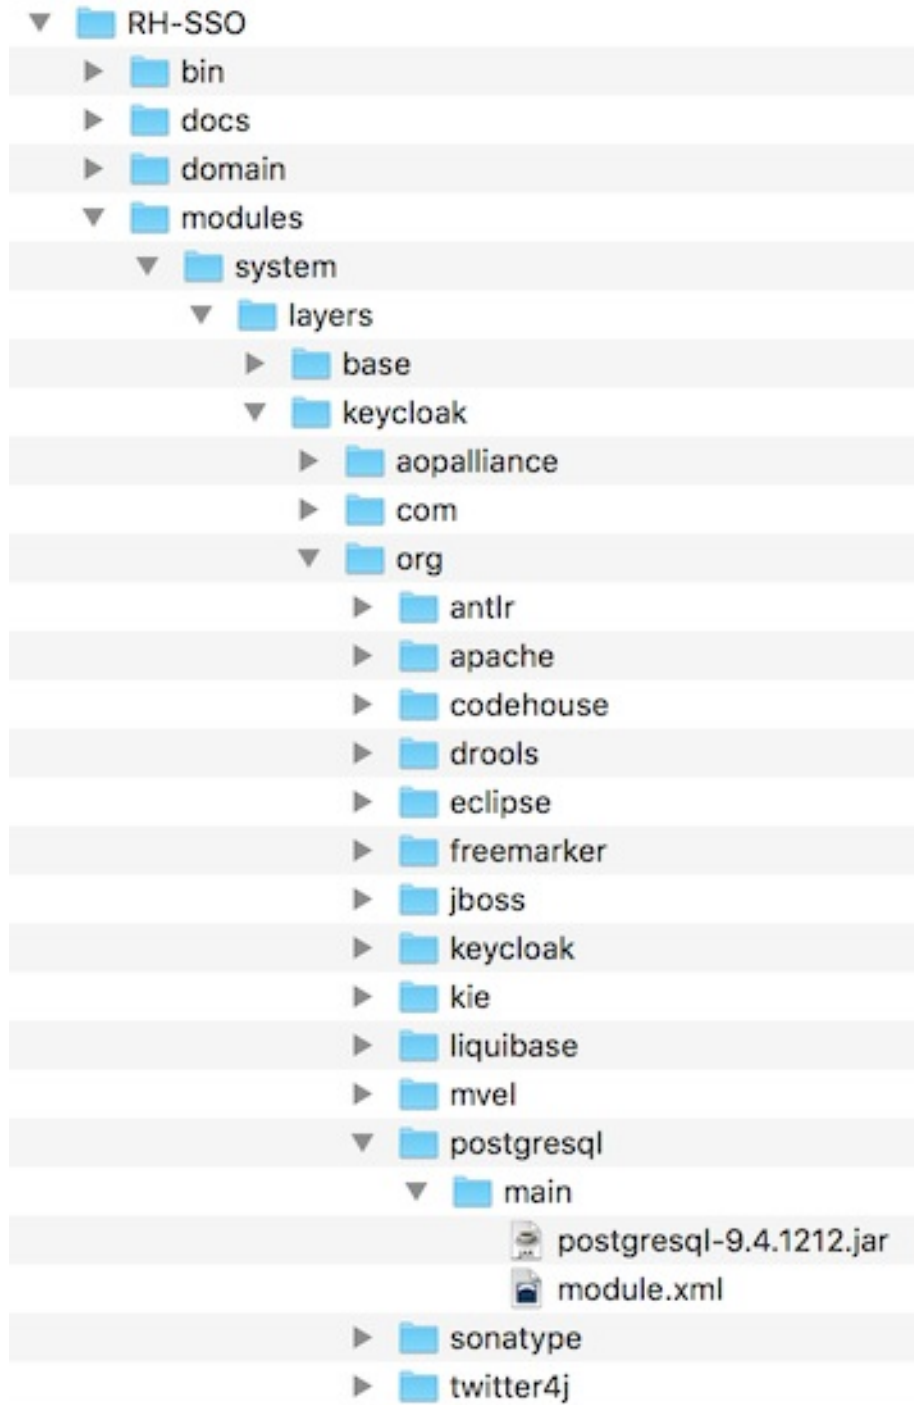 RH-SSO
bin
docs
domain
modules
system
layers
base
keycloak
aopalliance
com
org
antlr
apache
codehouse
drools
eclipse
freemarker
jboss
keycloak
kie
liquibase
mvel
postgresql
main
postgresql-9.4.1212.jar
module.xml
sonatype
twitter4j